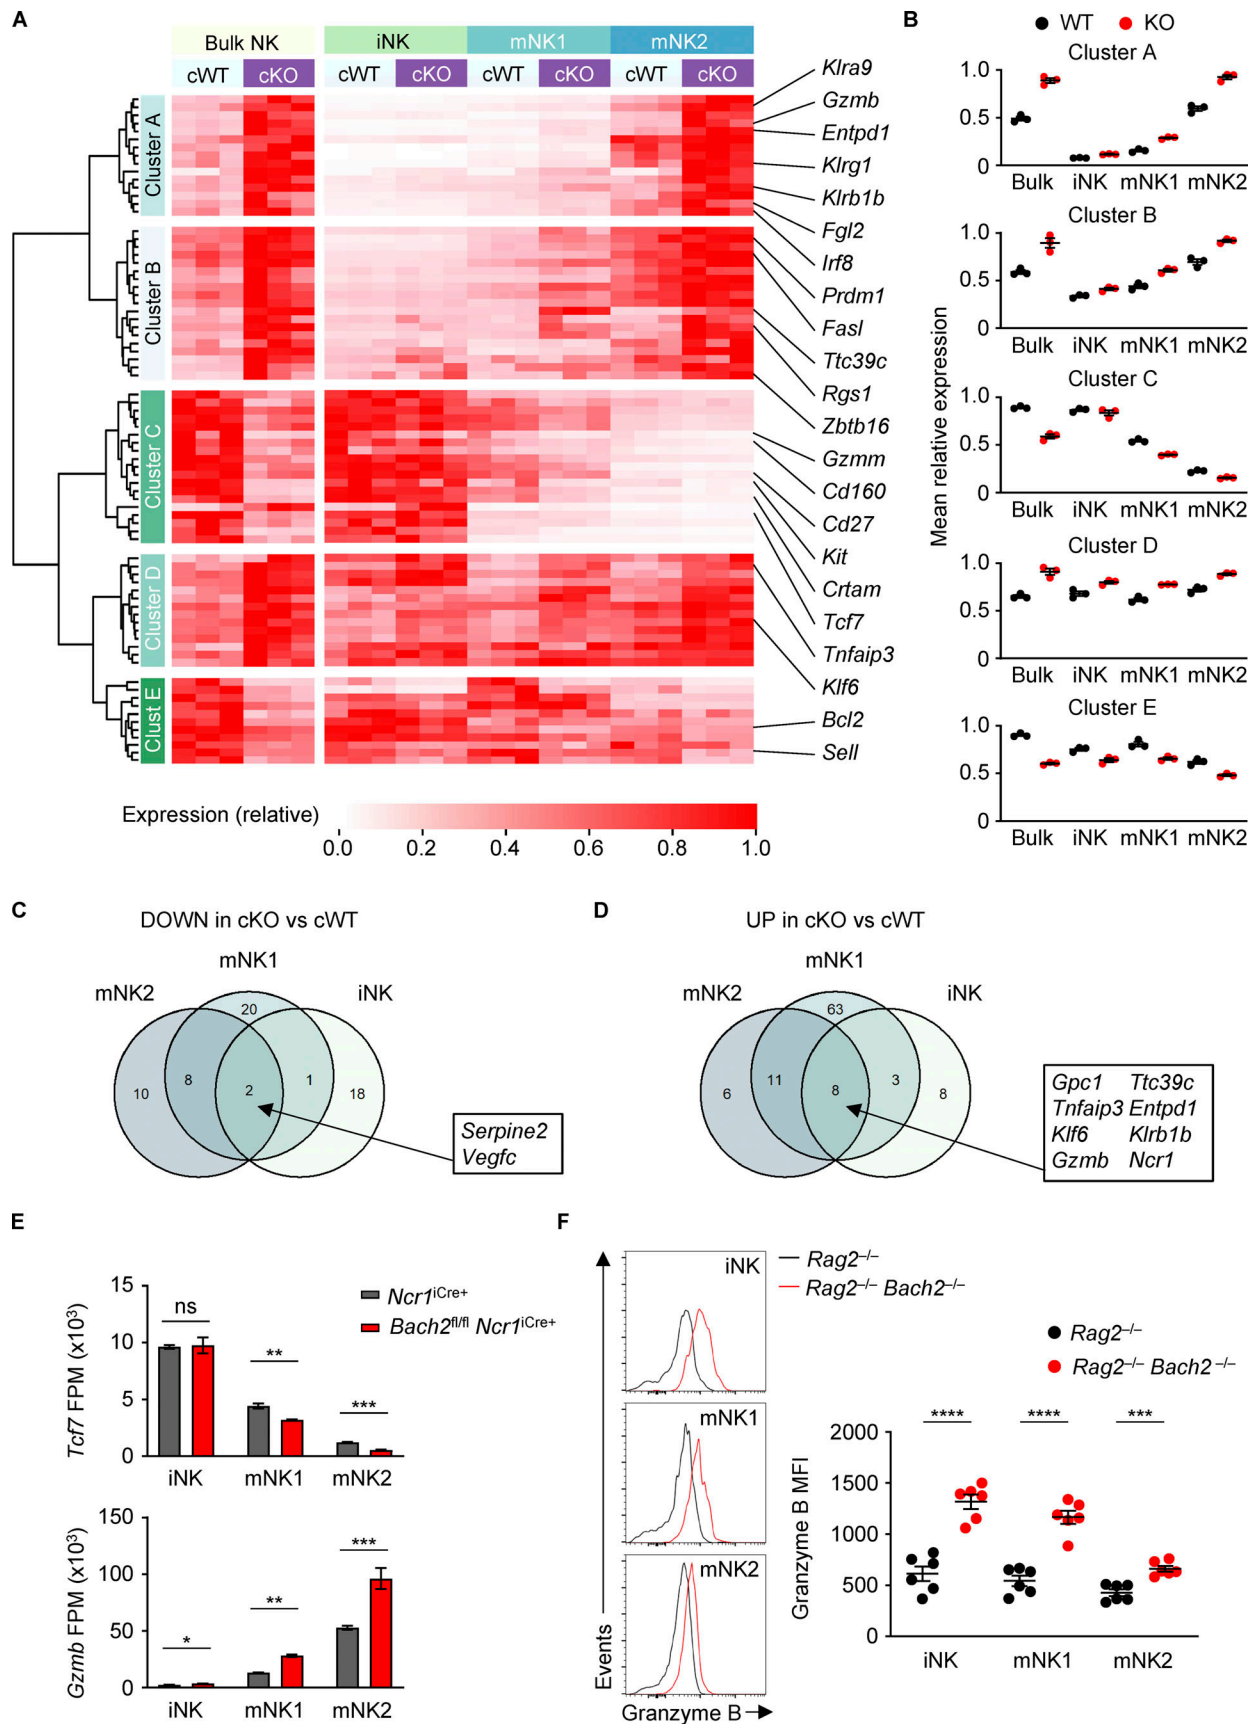 A
Bulk NK
iNK
mNK1
mNK2
cWT
cKO
cWT
cKO
cWT
cKO
cWT
cKO
Cluster A
Cluster B
Cluster C
Cluster D
Clust E
Klra9
Gzmb
Entpd1
Klrg1
Klrb1b
Fgl2
Irf8
Prdm1
Fasl
Ttc39c
Rgs1
Zbtb16
Gzmm
Cd160
Cd27
Kit
Crtam
Tcf7
Tnfaip3
Klf6
Bcl2
Sell
Expression (relative)
0.0 0.2 0.4 0.6 0.8 1.0
B
WT KO
Mean relative expression
Cluster A
1.0
0.5
0
Bulk iNK mNK1 mNK2
Cluster B
1.0
0.5
0
Bulk iNK mNK1 mNK2
Cluster C
1.0
0.5
0
Bulk iNK mNK1 mNK2
Cluster D
1.0
0.5
0
Bulk iNK mNK1 mNK2
Cluster E
1.0
0.5
0
Bulk iNK mNK1 mNK2
C
DOWN in cKO vs cWT
mNK1
mNK2
iNK
20
10
8
2
1
18
Serpine2
Vegfc
D
UP in cKO vs cWT
mNK1
mNK2
iNK
63
6
11
8
3
8
Gpc1 Ttc39c
Tnfaip3 Entpd1
Klf6 Klrb1b
Gzmb Ncr1
E
Tcf7 FPM (x10³)
15
10
5
0
ns
**
***
iNK mNK1 mNK2
Ncr1iCre+
Bach2fl/fl Ncr1iCre+
Gzmb FPM (x10³)
150
100
50
0
*
**
***
iNK mNK1 mNK2
F
iNK
mNK1
mNK2
Events
Granzyme B
Rag2–/–
Rag2–/– Bach2–/–
Rag2–/–
Rag2–/– Bach2–/–
Granzyme B MFI
2000
1500
1000
500
0
****
****
***
iNK mNK1 mNK2